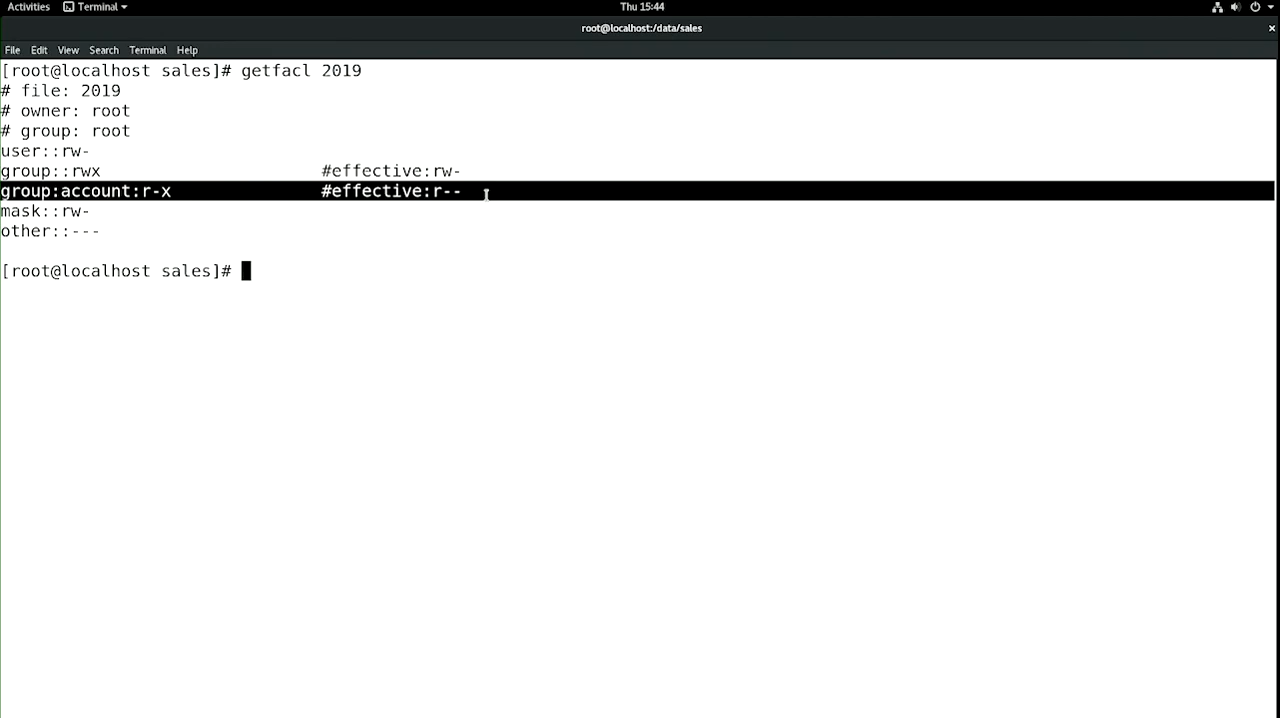 Activities Terminal Thu 15:44
root@localhost:/data/sales ×
File Edit View Search Terminal Help
[root@localhost sales]# getfacl 2019
# file: 2019
# owner: root
# group: root
user::rw-
group::rwx #effective:rw-
group:account:r-x #effective:r--
mask::rw-
other::---
[root@localhost sales]#